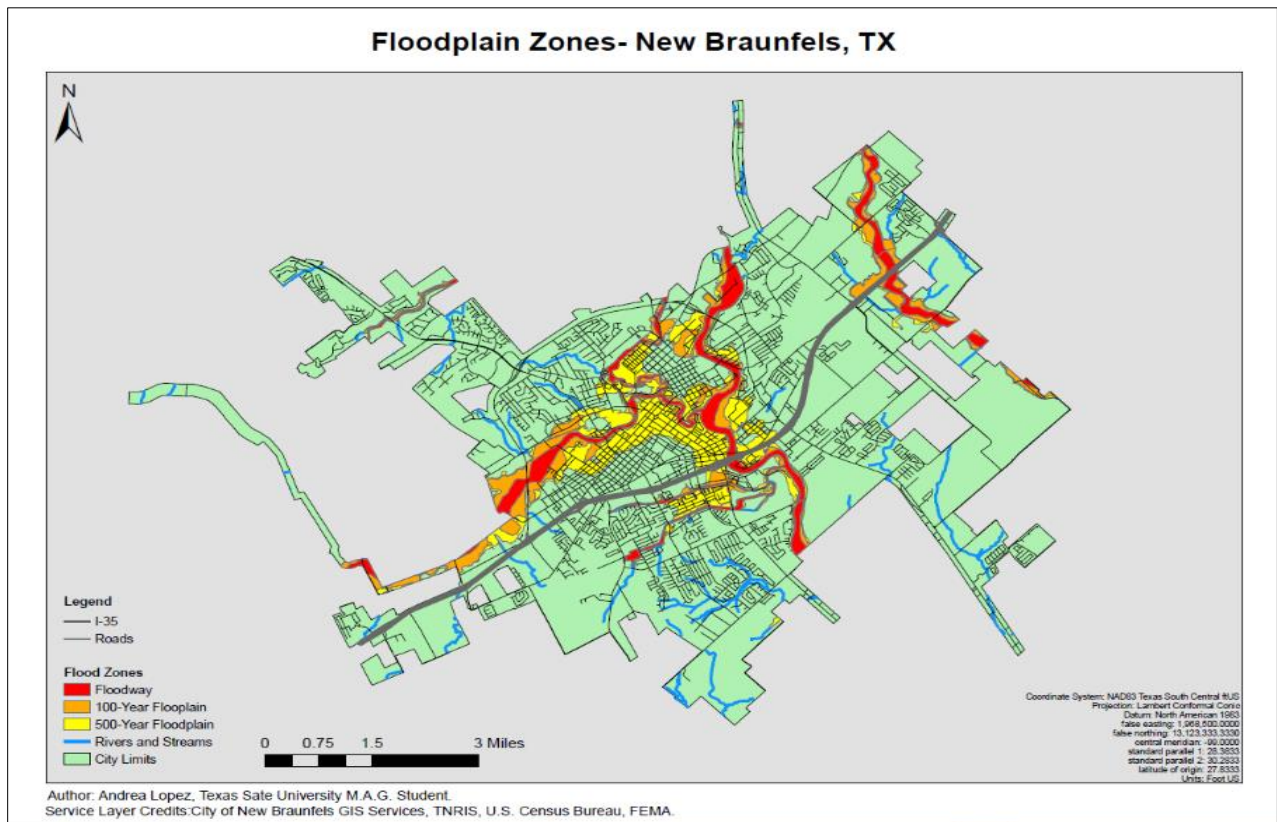 Floodplain Zones- New Braunfels, TX
N
Legend
I-35
Roads
Flood Zones
Floodway
100-Year Flooplain
500-Year Floodplain
Rivers and Streams
City Limits
0 0.75 1.5 3 Miles
Coordinate System: NAD83 Texas South Central ftUS
Projection: Lambert Conformal Conic
Datum: North American 1983
false easting: 1,968,500.0000
false northing: 13,123,333.3330
central meridian: -99.0000
standard parallel 1: 28.3833
standard parallel 2: 30.2833
latitude of origin: 27.8333
Units: Foot US
Author: Andrea Lopez, Texas Sate University M.A.G. Student.
Service Layer Credits:City of New Braunfels GIS Services, TNRIS, U.S. Census Bureau, FEMA.